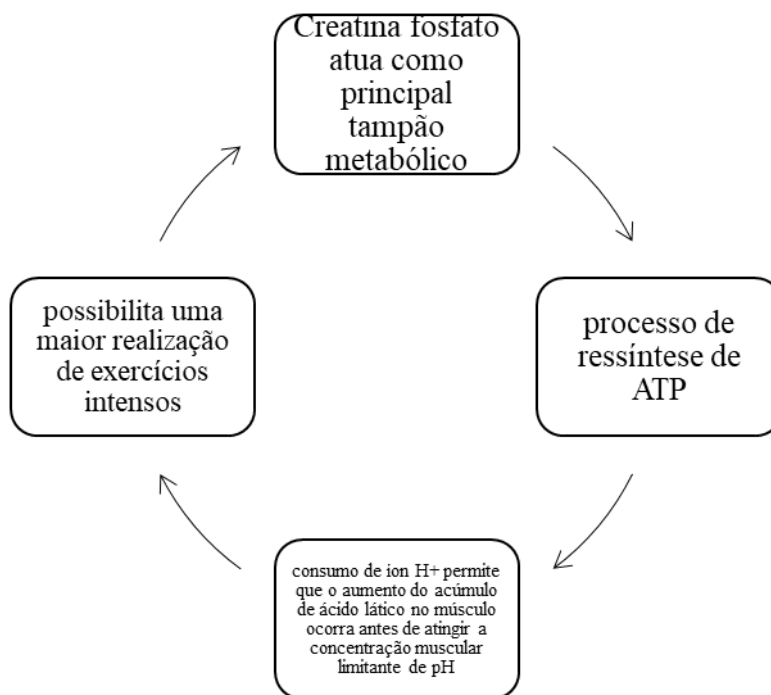 Creatina fosfato
atua como
principal
tampão
metabólico
processo de
ressíntese de
ATP
consumo de ion H+ permite
que o aumento do acúmulo
de ácido lático no músculo
ocorra antes de atingir a
concentração muscular
limitante de pH
possibilita uma
maior realização
de exercícios
intensos